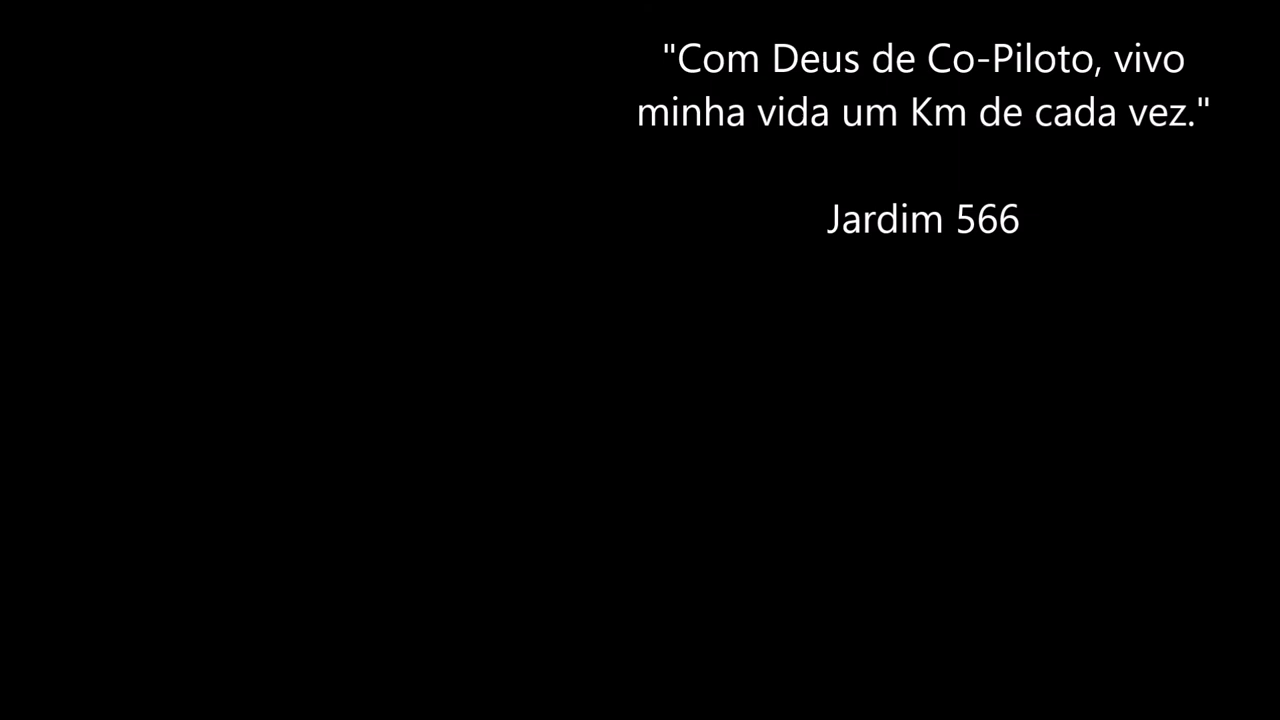 "Com Deus de Co-Piloto, vivo
minha vida um Km de cada vez."
Jardim 566